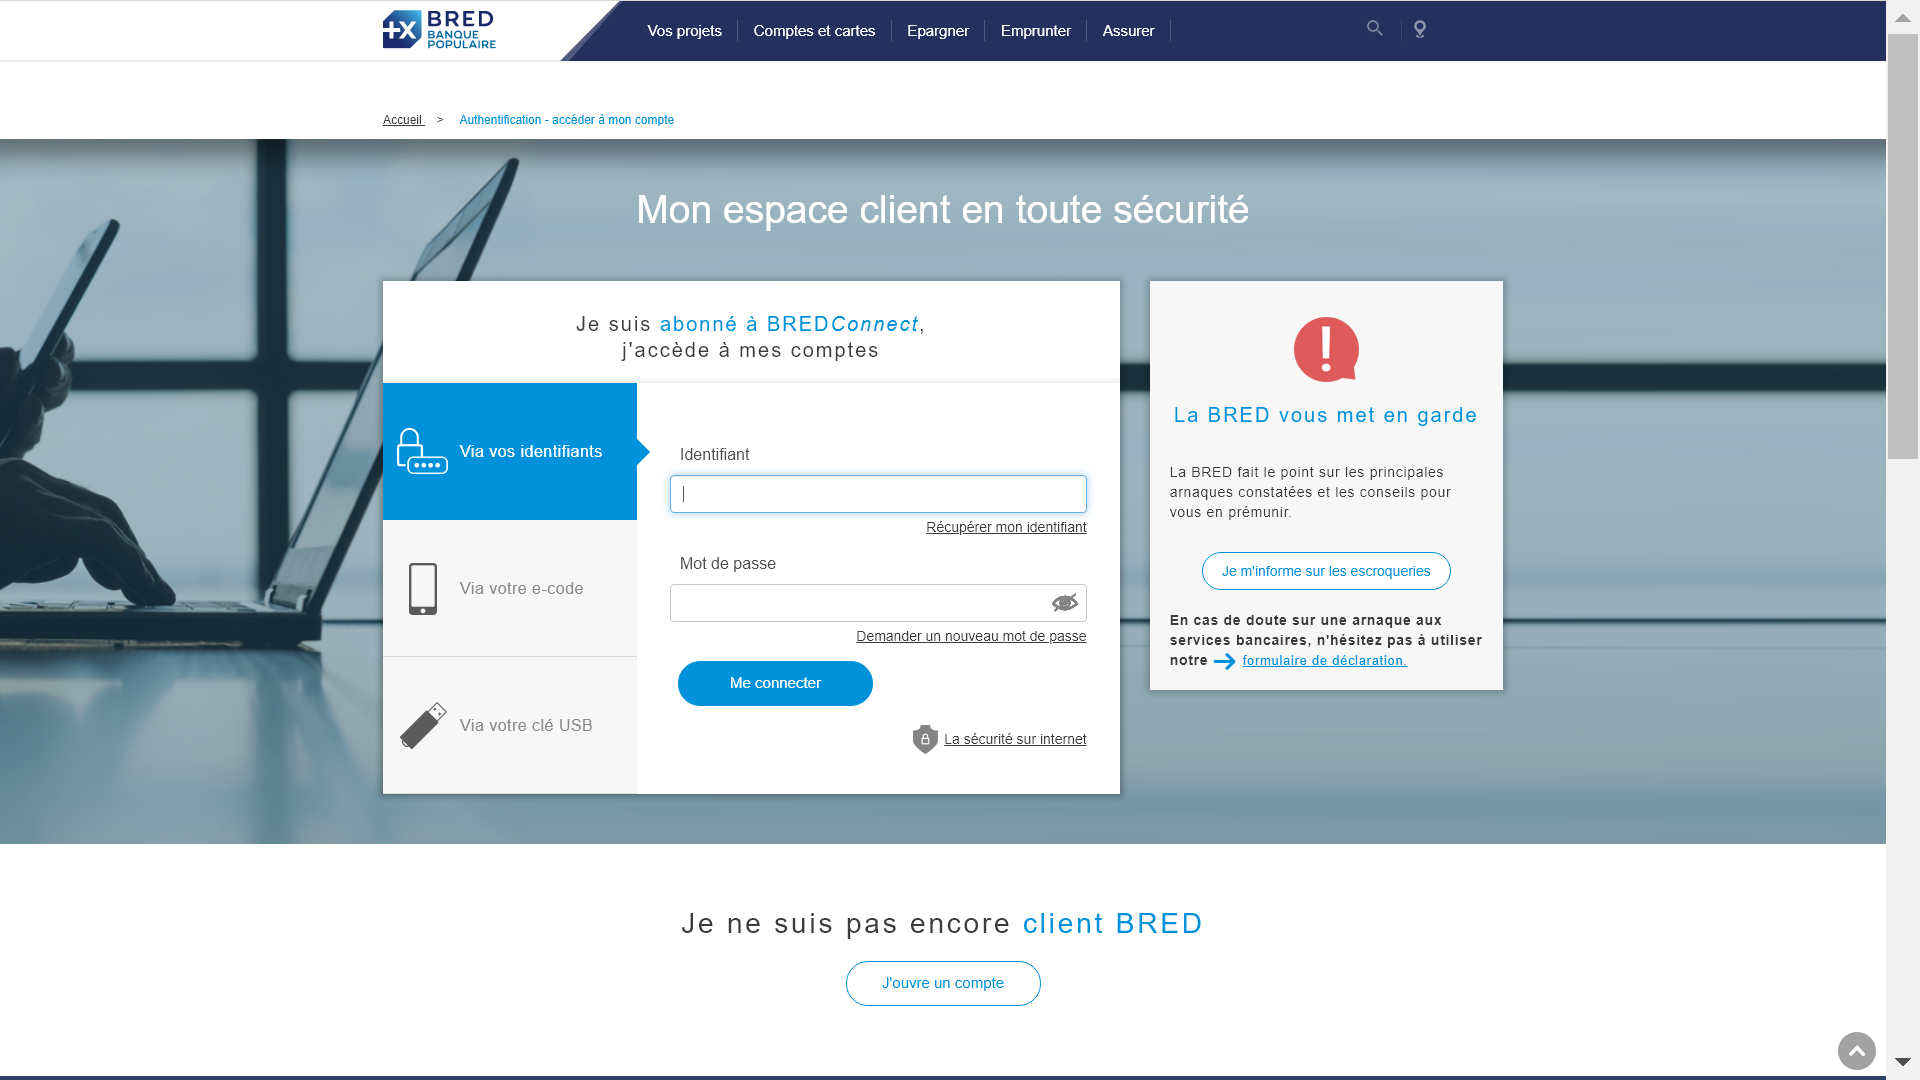 BRED
BANQUE
POPULAIRE
Vos projets
Comptes et cartes
Epargner
Emprunter
Assurer
Accueil > Authentification - accéder à mon compte
Mon espace client en toute sécurité
Je suis abonné à BREDConnect,
j'accède à mes comptes
Via vos identifiants
Via votre e-code
Via votre clé USB
Identifiant
Récupérer mon identifiant
Mot de passe
Demander un nouveau mot de passe
Me connecter
La sécurité sur internet
La BRED vous met en garde
La BRED fait le point sur les principales
arnaques constatées et les conseils pour
vous en prémunir.
Je m'informe sur les escroqueries
En cas de doute sur une arnaque aux
services bancaires, n'hésitez pas à utiliser
notre formulaire de déclaration.
Je ne suis pas encore client BRED
J'ouvre un compte